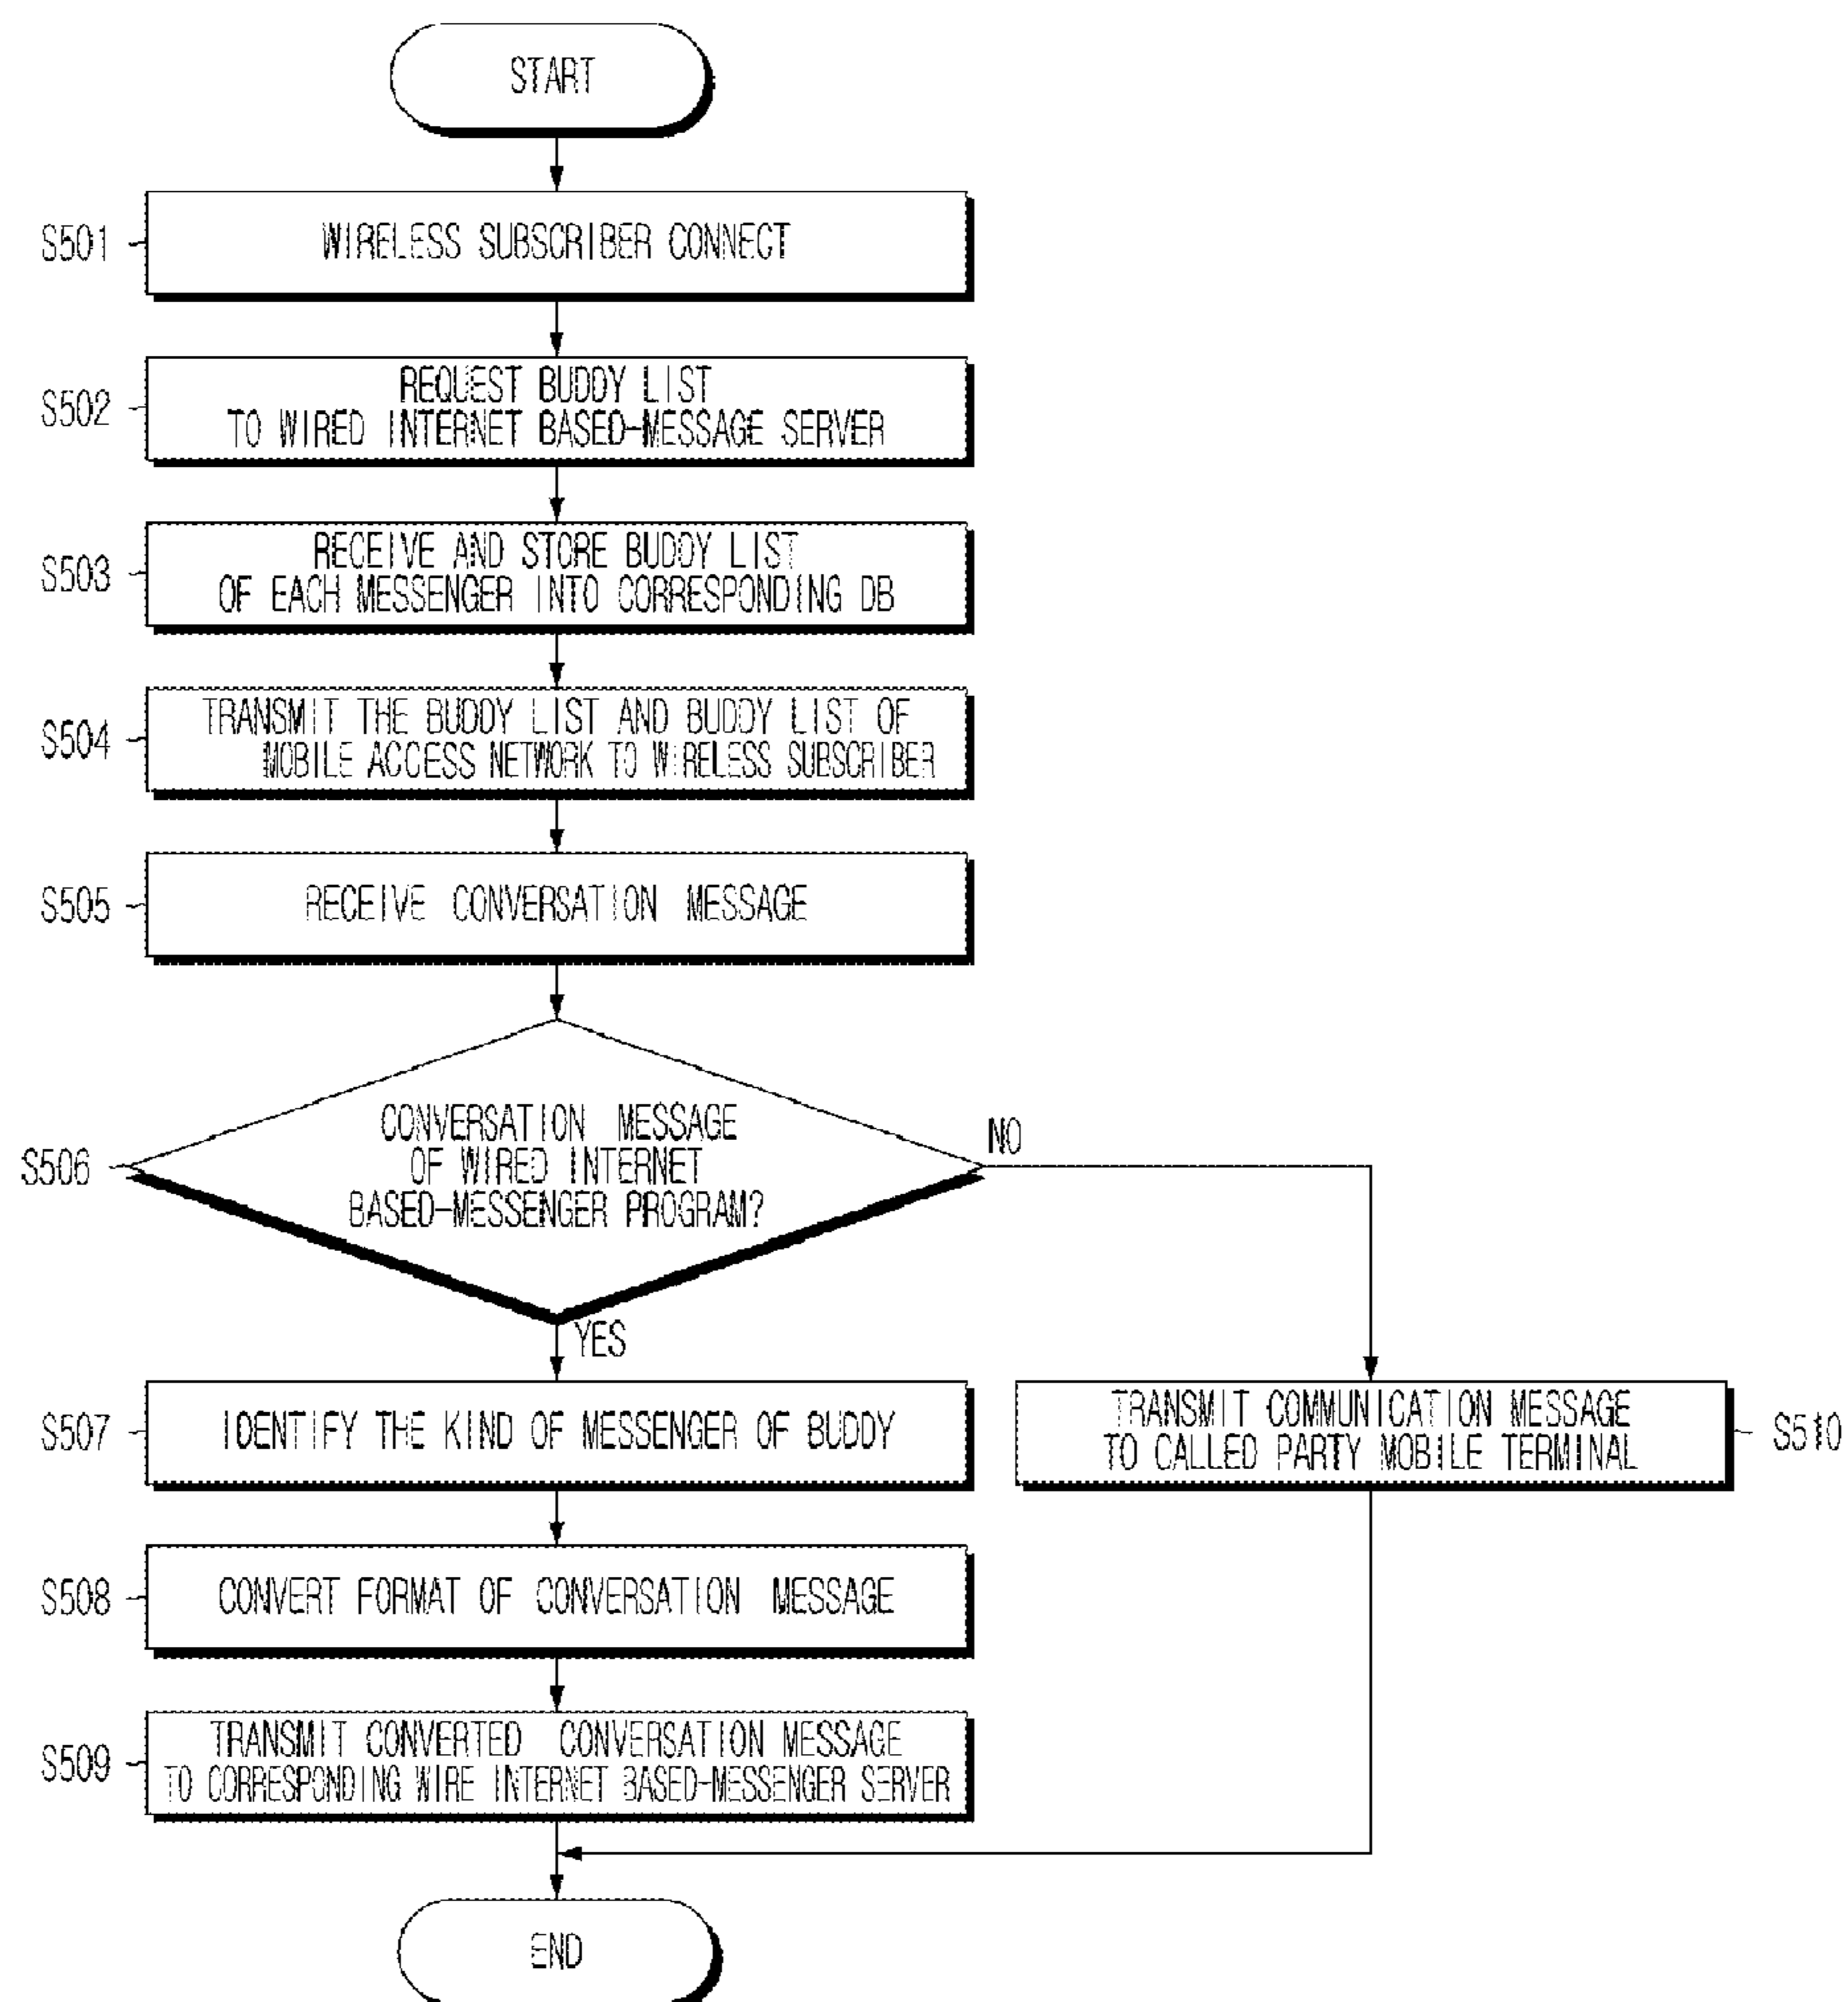 START
S501
WIRELESS SUBSCRIBER CONNECT
S502
REQUEST BUDDY LIST
TO WIRED INTERNET BASED-MESSAGE SERVER
S503
RECEIVE AND STORE BUDDY LIST
OF EACH MESSENGER INTO CORRESPONDING DB
S504
TRANSMIT THE BUDDY LIST AND BUDDY LIST OF
MOBILE ACCESS NETWORK TO WIRELESS SUBSCRIBER
S505
RECEIVE CONVERSATION MESSAGE
S506
CONVERSATION MESSAGE
OF WIRED INTERNET
BASED-MESSENGER PROGRAM?
NO
YES
S507
IDENTIFY THE KIND OF MESSENGER OF BUDDY
TRANSMIT COMMUNICATION MESSAGE
TO CALLED PARTY MOBILE TERMINAL
S510
S508
CONVERT FORMAT OF CONVERSATION MESSAGE
S509
TRANSMIT CONVERTED CONVERSATION MESSAGE
TO CORRESPONDING WIRE INTERNET BASED-MESSENGER SERVER
END